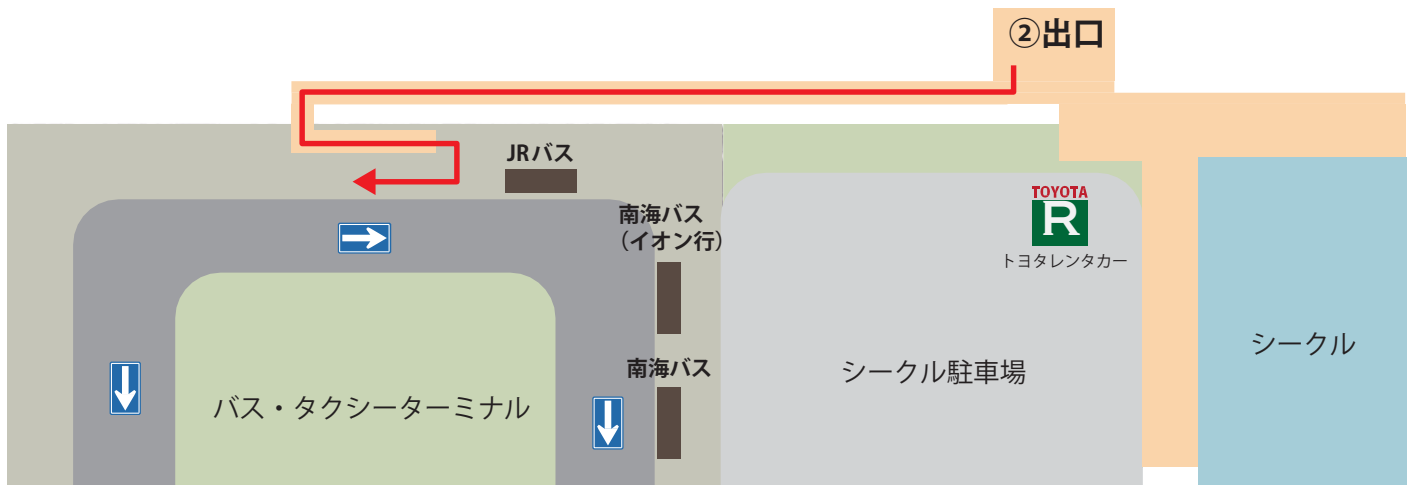 ②出口
JRバス
南海バス
（イオン行）
TOYOTA
R
トヨタレンタカー
シークル
南海バス
シークル駐車場
バス・タクシーターミナル